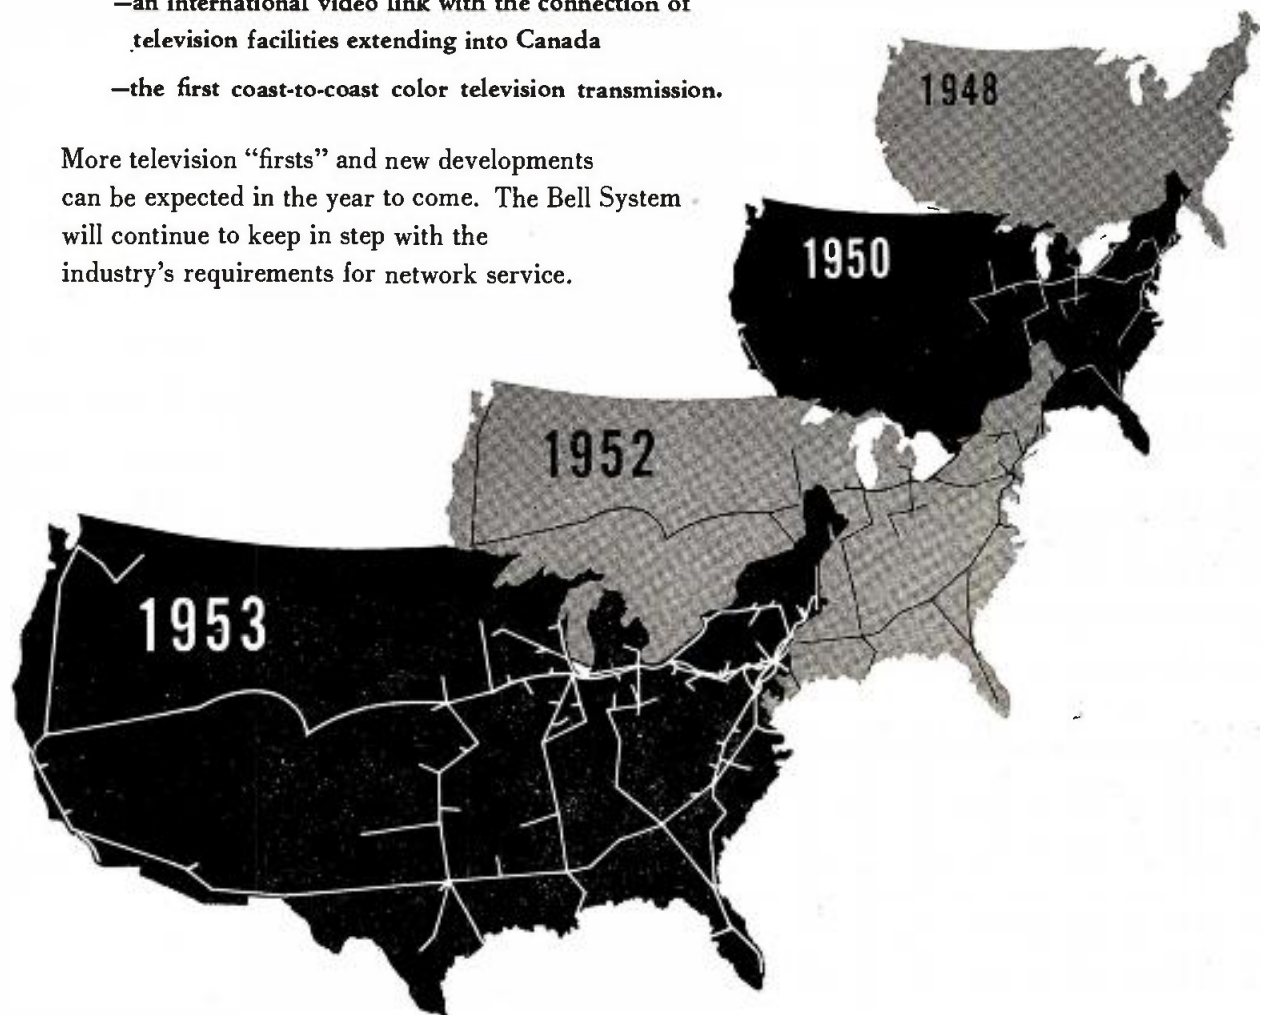 —an international video link with the connection of
television facilities extending into Canada
—the first coast-to-coast color television transmission.
More television “firsts” and new developments
can be expected in the year to come. The Bell System
will continue to keep in step with the
industry’s requirements for network service.
1948
1950
1952
1953